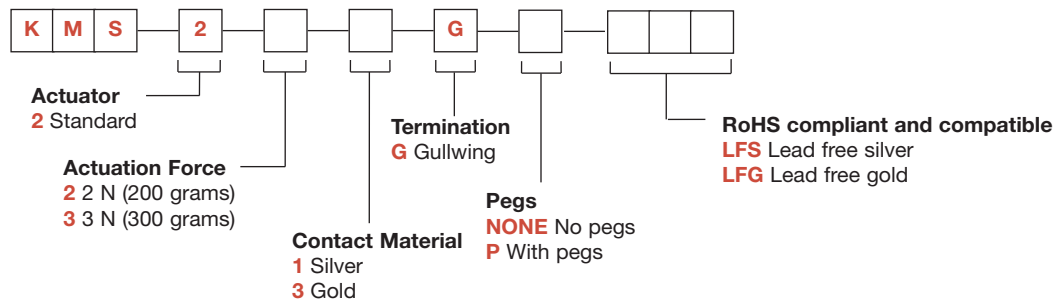 K M S 2 G
Actuator
2 Standard
Actuation Force
2 2 N (200 grams)
3 3 N (300 grams)
Contact Material
1 Silver
3 Gold
Termination
G Gullwing
Pegs
NONE No pegs
P With pegs
RoHS compliant and compatible
LFS Lead free silver
LFG Lead free gold